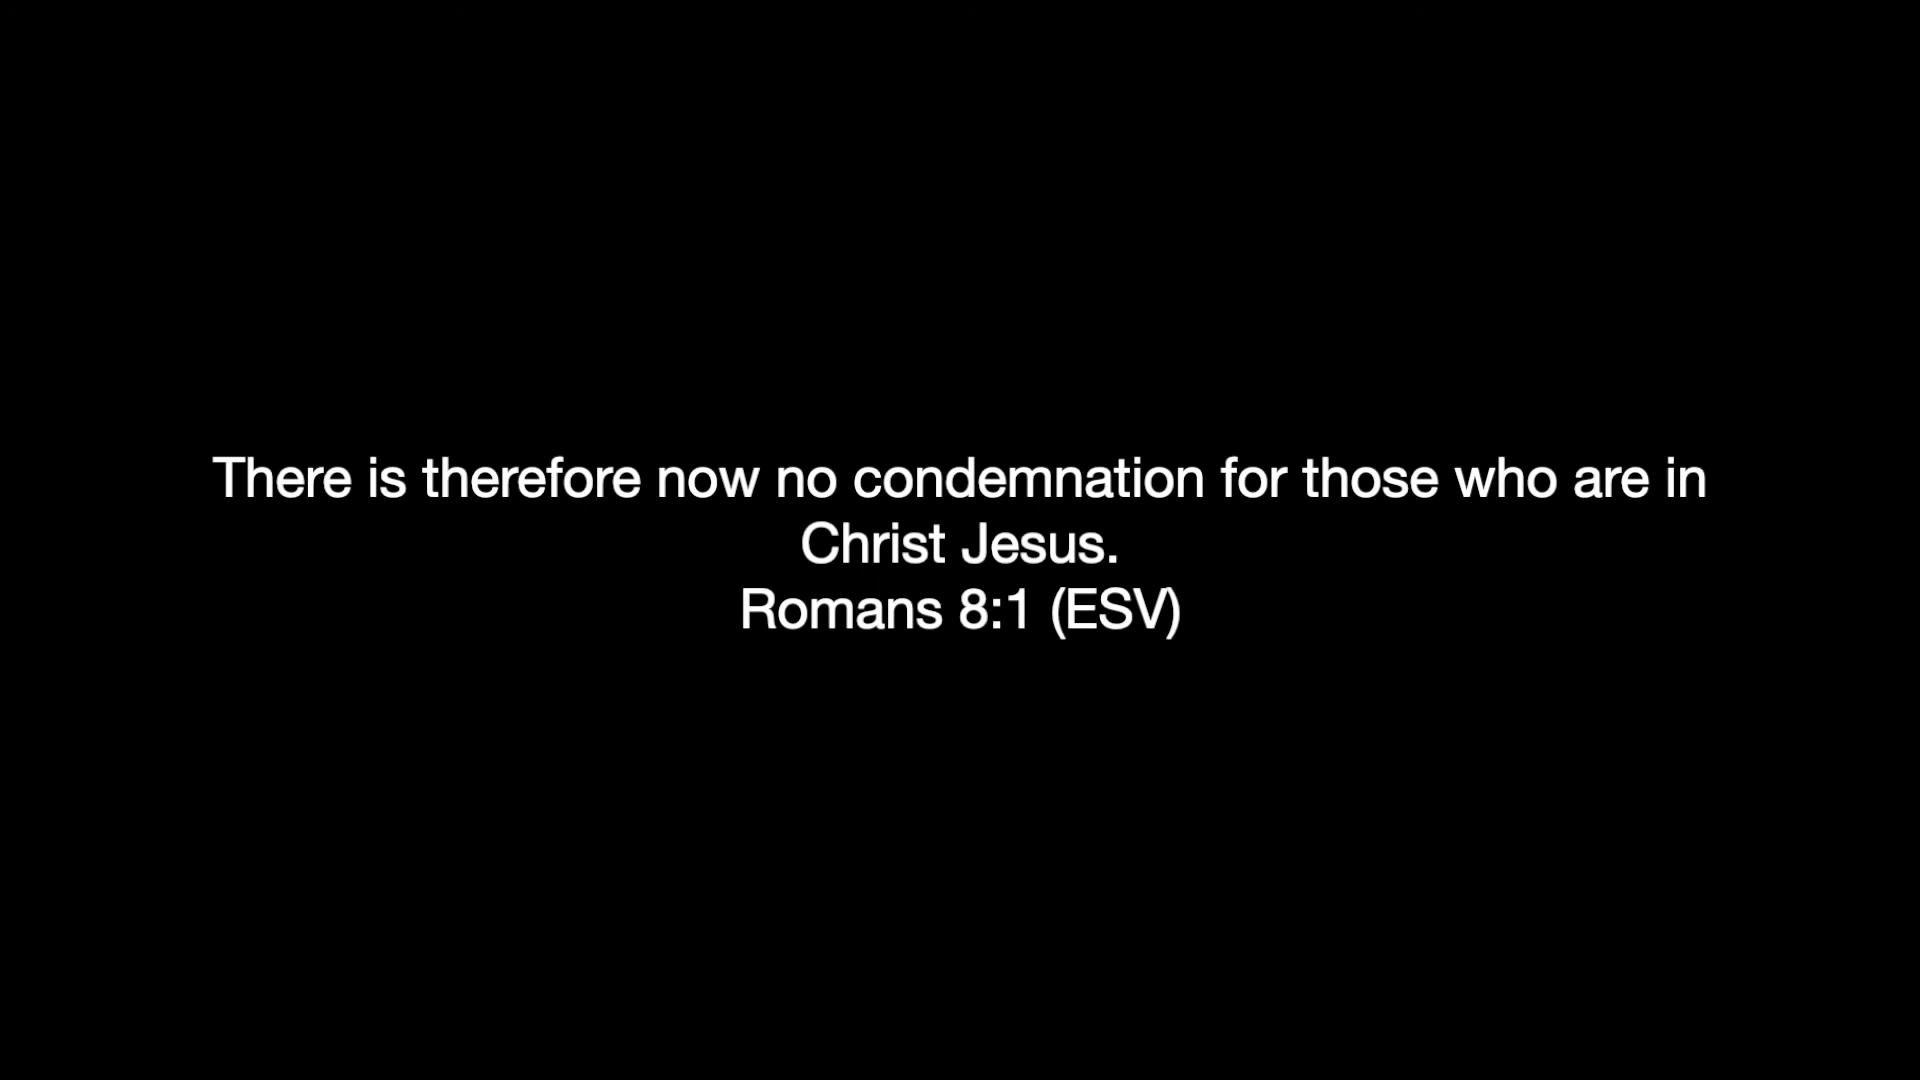 There is therefore now no condemnation for those who are in
Christ Jesus.
Romans 8:1 (ESV)